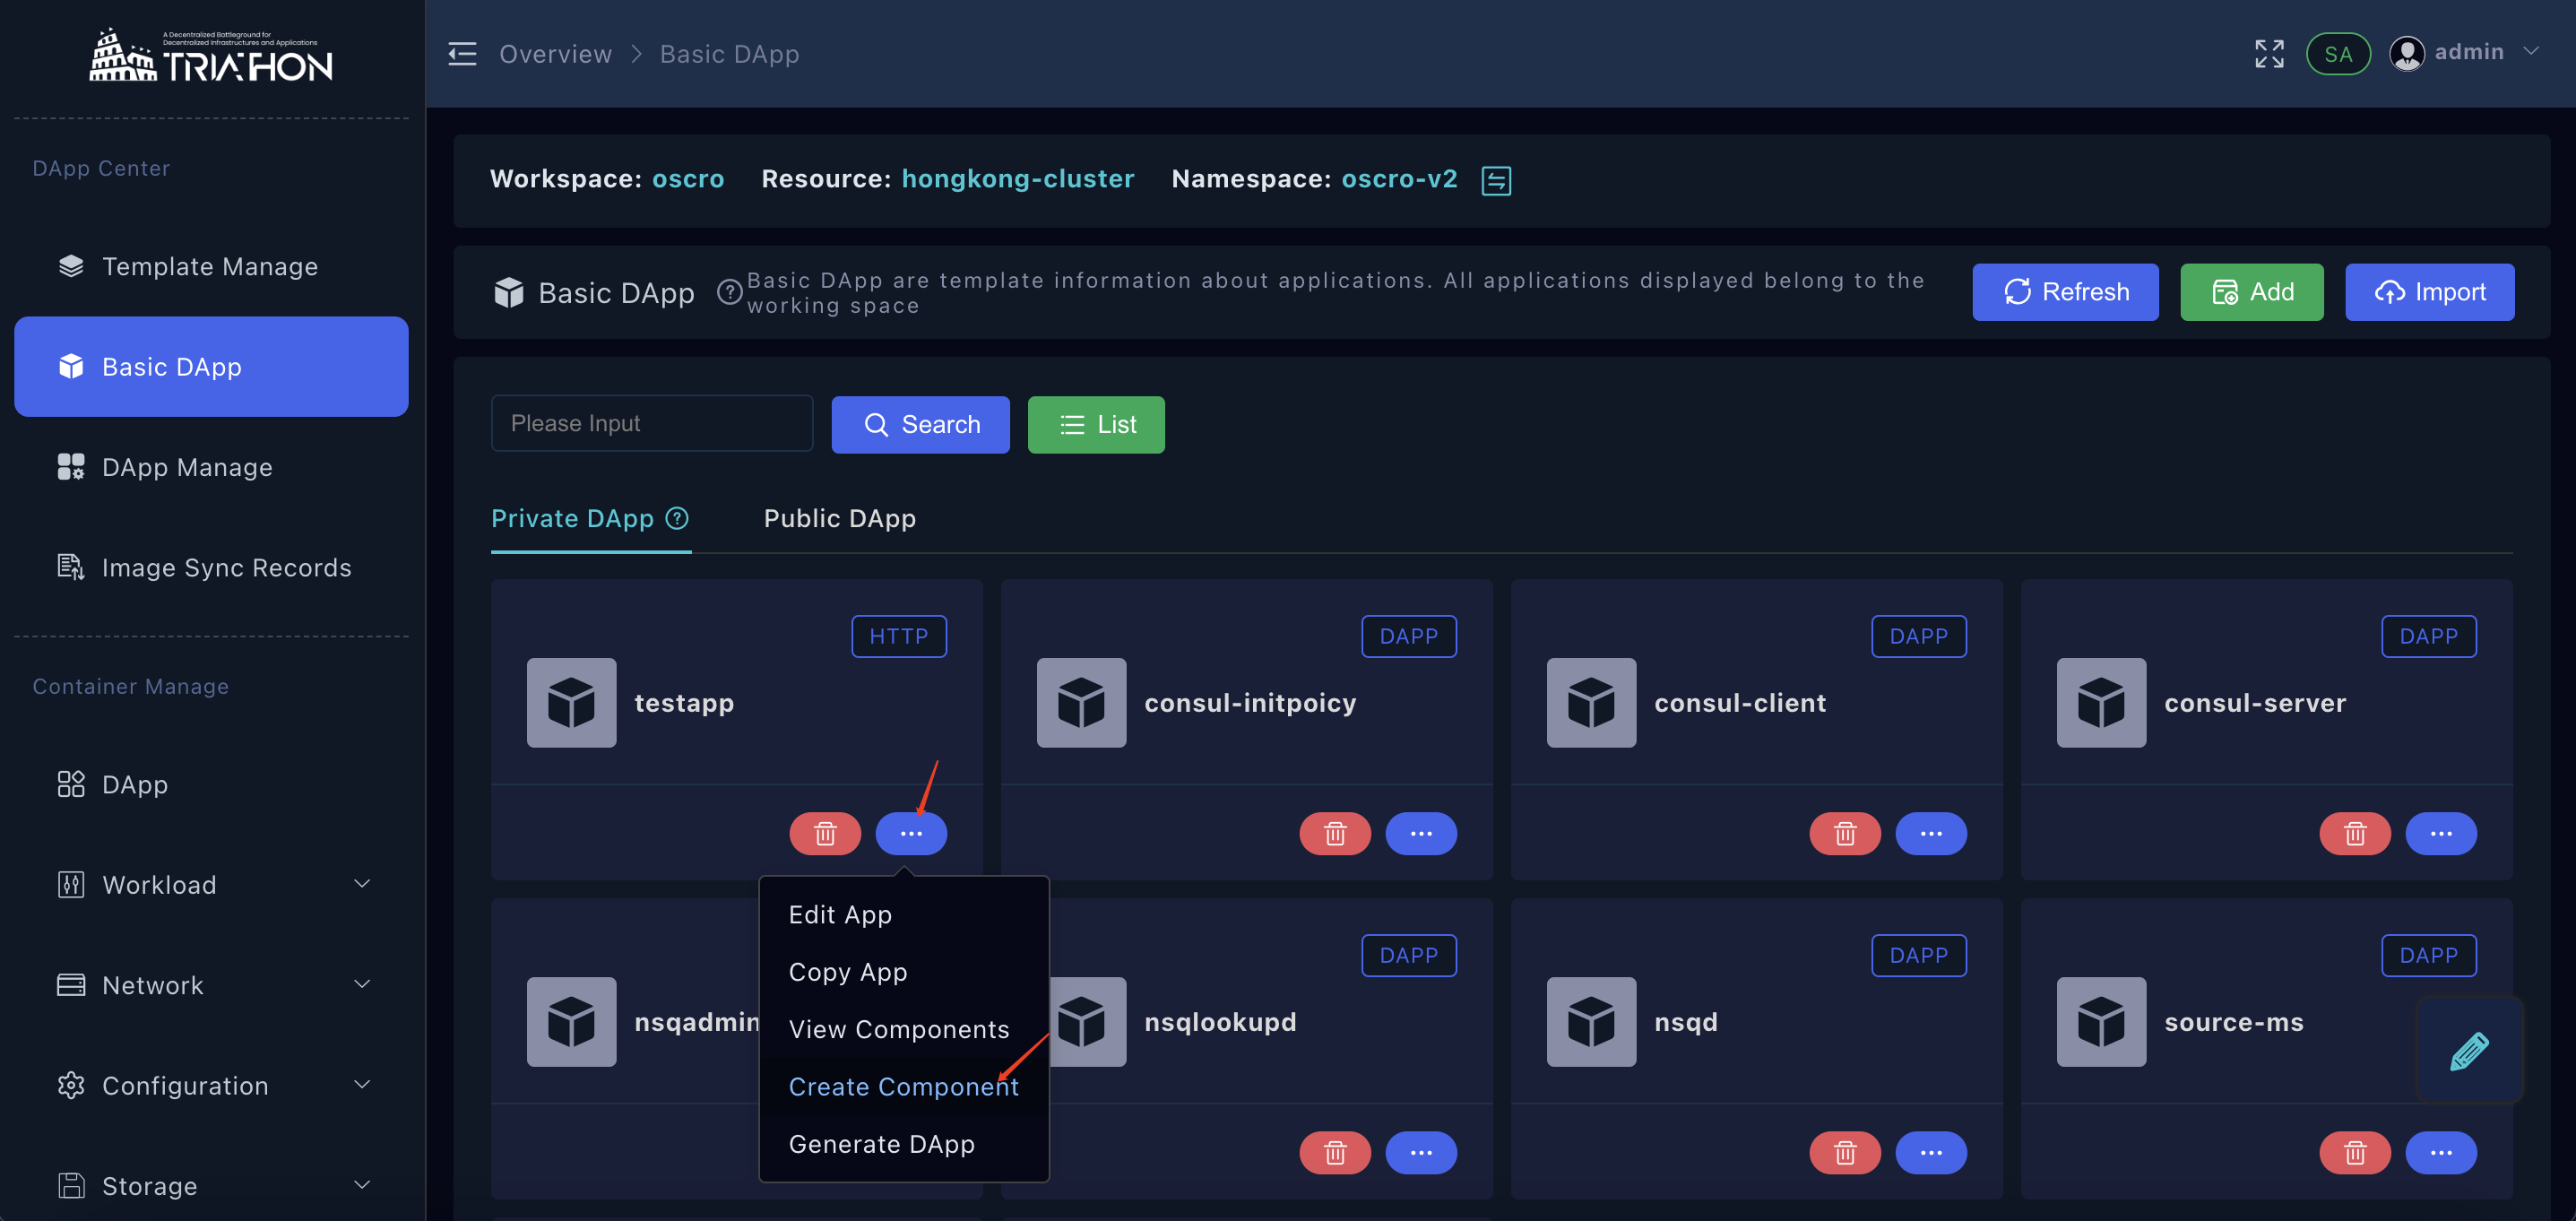 A Decentralized Battleground for
Decentralized Infrastructures and Applications
TRIATHON
DApp Center
Template Manage
Basic DApp
DApp Manage
Image Sync Records
Container Manage
DApp
Workload
Network
Configuration
Storage
Overview > Basic DApp
SA admin
Workspace: oscro Resource: hongkong-cluster Namespace: oscro-v2
Basic DApp
Basic DApp are template information about applications. All applications displayed belong to the
working space
Refresh Add Import
Please Input Search List
Private DApp Public DApp
HTTP
testapp
DAPP
consul-initpoicy
DAPP
consul-client
DAPP
consul-server
Edit App
Copy App
View Components
Create Component
Generate DApp
nsqadmin
DAPP
nsqlookupd
DAPP
nsqd
DAPP
source-ms